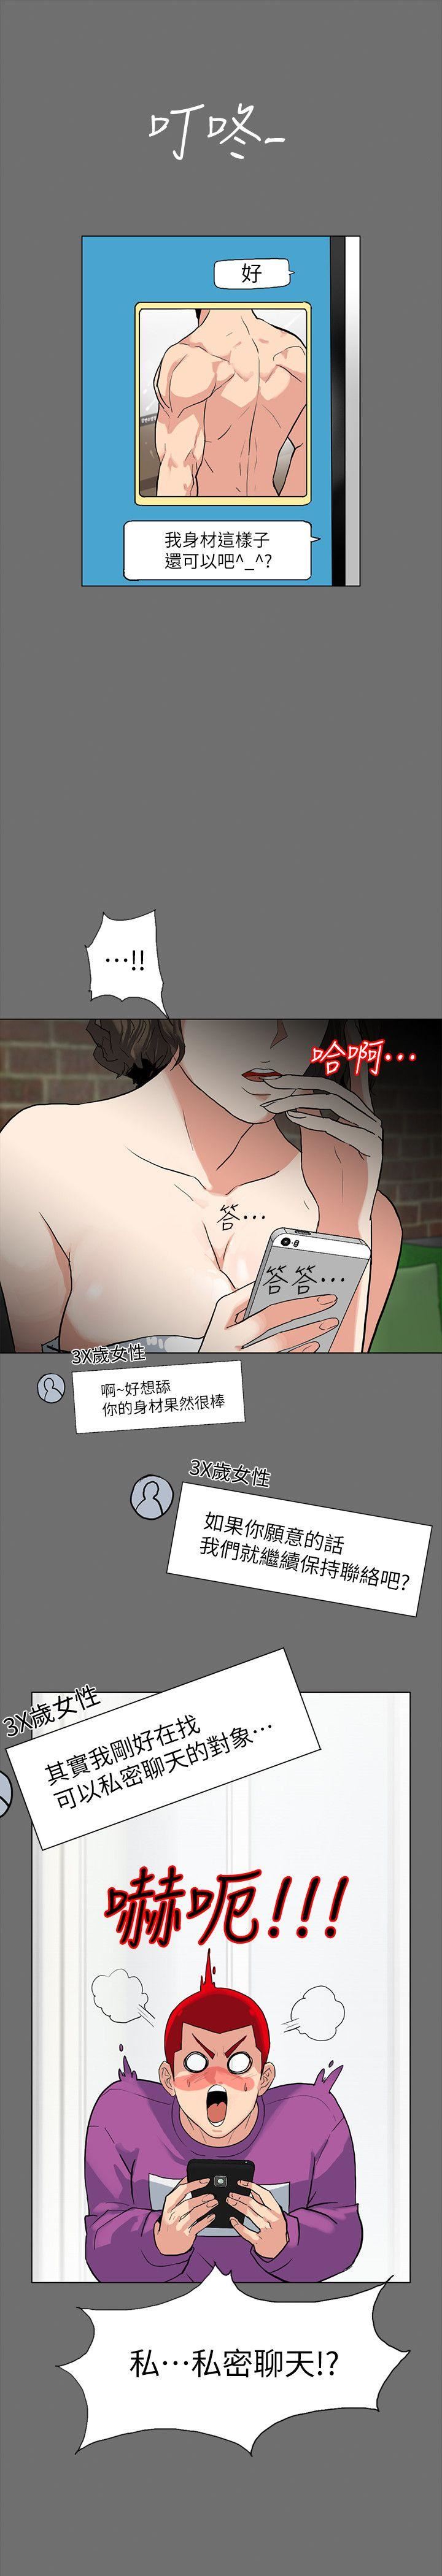 叮咚-
好
我身材這樣子
還可以吧^_^?
…!!
哈啊…
答…
答答…
3X歲女性
啊~好想舔
你的身材果然很棒
3X歲女性
如果你願意的話
我們就繼續保持聯絡吧?
3X歲女性
其實我剛好在找
可以私密聊天的對象…
嚇呃!!!
私…私密聊天!?